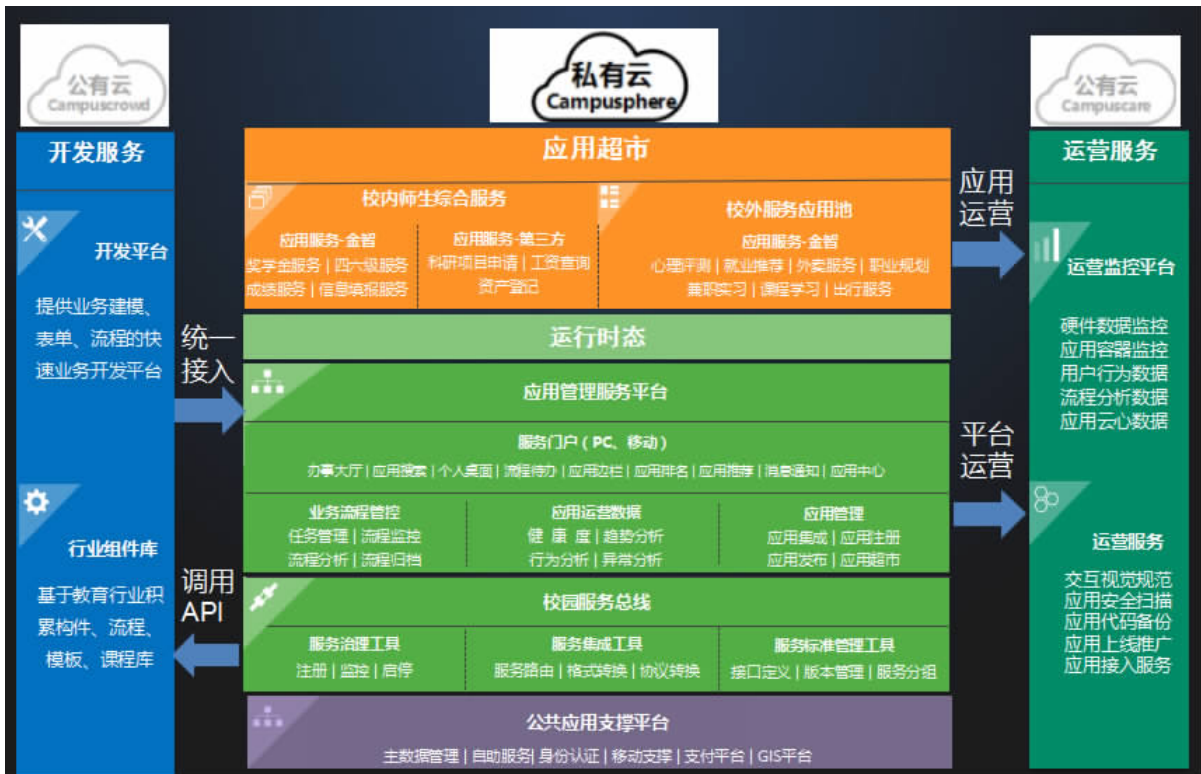 公有云
Campuscrowd
开发服务
开发平台
提供业务建模、
表单、流程的快
速业务开发平台
行业组件库
基于教育行业积
累构件、流程、
模板、课程库
统一
接入
调用
API
私有云
Campusphere
应用超市
校内师生综合服务
应用服务-金智
奖学金服务 | 四六级服务
成绩服务 | 信息填报服务
应用服务-第三方
科研项目申请 | 工资查询
资产登记
校外服务应用池
应用服务-金智
心理评测 | 就业推荐 | 外卖服务 | 职业规划
兼职实习 | 课程学习 | 出行服务
运行时态
应用管理服务平台
服务门户 ( PC、移动 )
办事大厅 | 应用搜索 | 个人桌面 | 流程待办 | 应用边栏 | 应用排名 | 应用推荐 | 消息通知 | 应用中心
业务流程管控
任务管理 | 流程监控
流程分析 | 流程归档
应用运营数据
健 康 度 | 趋势分析
行为分析 | 异常分析
应用管理
应用集成 | 应用注册
应用发布 | 应用超市
校园服务总线
服务治理工具
注册 | 监控 | 启停
服务集成工具
服务路由 | 格式转换 | 协议转换
服务标准管理工具
接口定义 | 版本管理 | 服务分组
公共应用支撑平台
主数据管理 | 自助服务| 身份认证 | 移动支撑 | 支付平台 | GIS平台
应用
运营
平台
运营
公有云
Campuscare
运营服务
运营监控平台
硬件数据监控
应用容器监控
用户行为数据
流程分析数据
应用云心数据
运营服务
交互视觉规范
应用安全扫描
应用代码备份
应用上线推广
应用接入服务